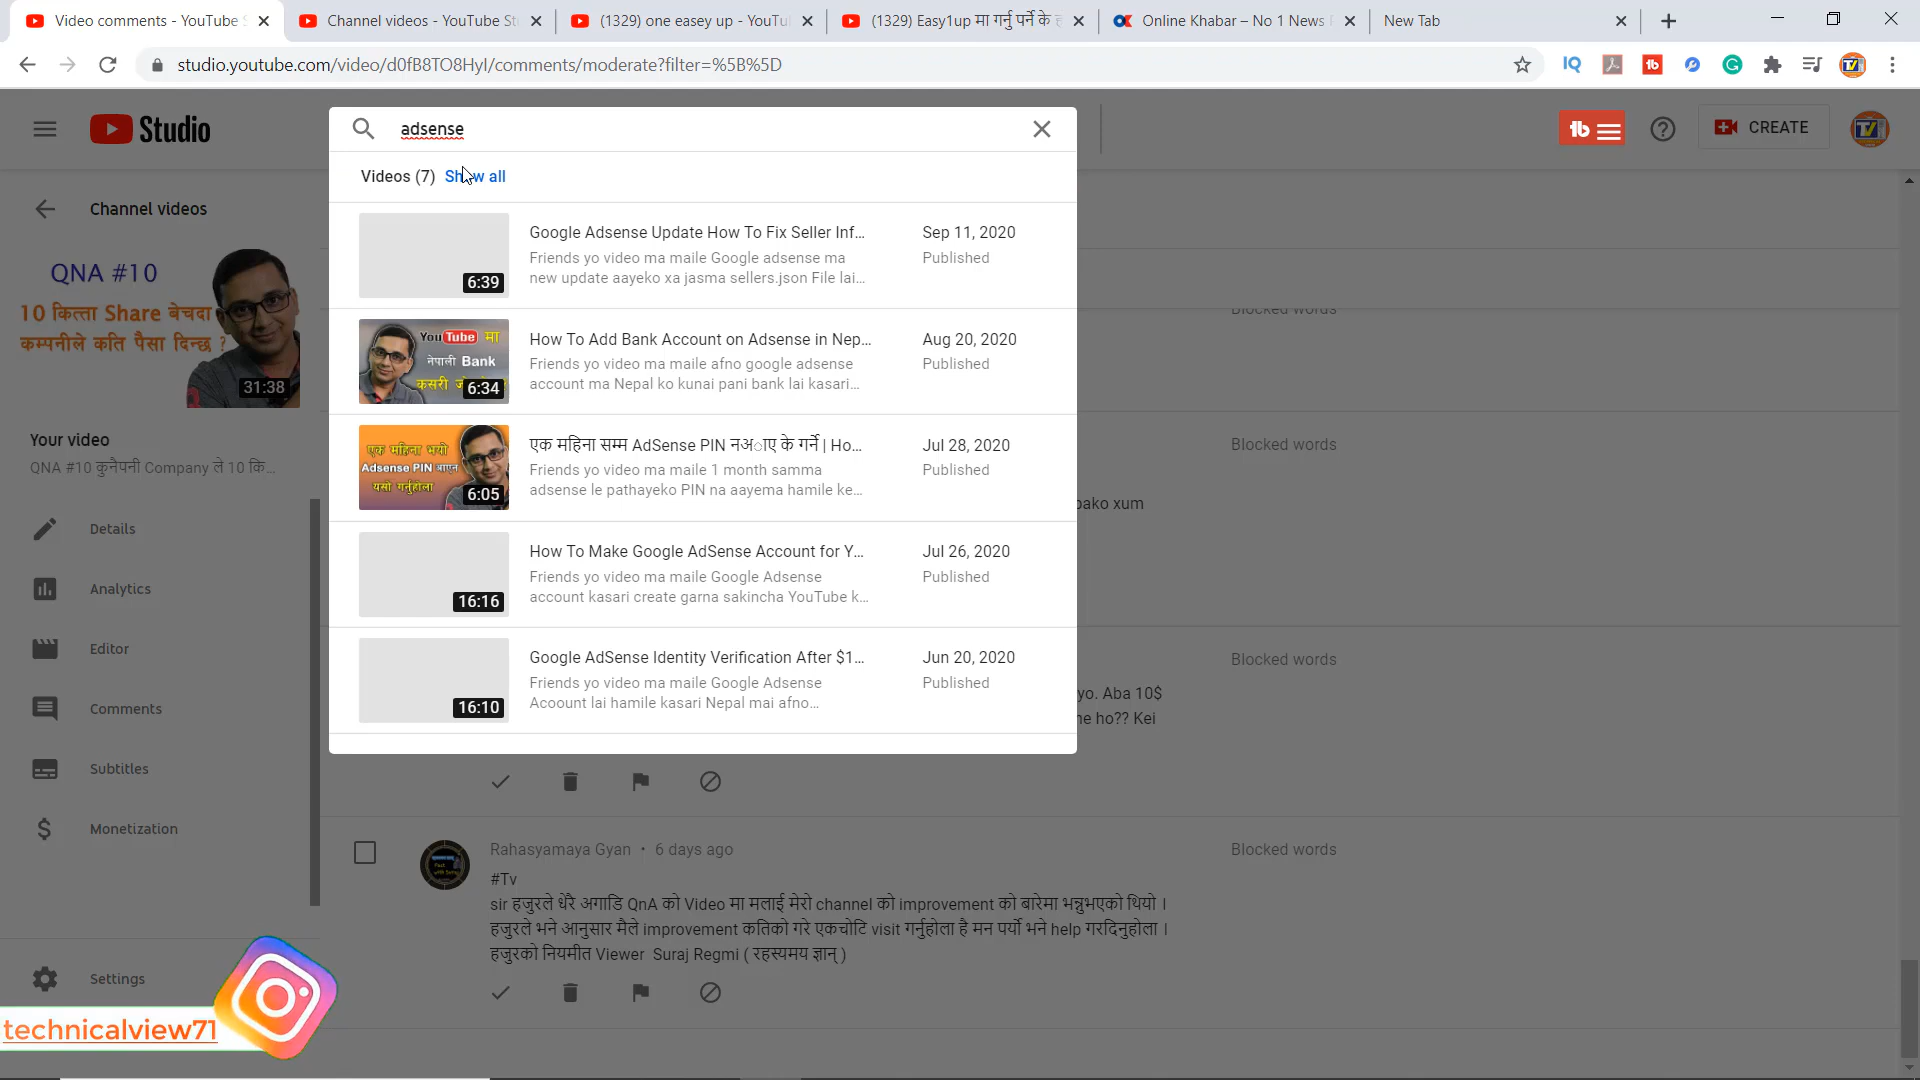 Video comments - YouTube S
Channel videos - YouTube St
(1329) one easey up - YouTu
(1329) Easy1up मा गर्नु पर्ने के ह
Online Khabar – No 1 News P
New Tab
studio.youtube.com/video/d0fB8TO8HyI/comments/moderate?filter=%5B%5D
Studio
adsense
CREATE
Videos (7) Show all
Channel videos
QNA #10
10 कित्ता Share बेचदा
कम्पनीले कति पैसा दिन्छ ?
31:38
Your video
QNA #10 कुनैपनी Company ले 10 कि...
Details
Analytics
Editor
Comments
Subtitles
Monetization
Settings
technicalview71
6:39
Google Adsense Update How To Fix Seller Inf...
Friends yo video ma maile Google adsense ma
new update aayeko xa jasma sellers.json File lai...
Sep 11, 2020
Published
YouTube मा
नेपाली Bank
6:34
How To Add Bank Account on Adsense in Nep...
Friends yo video ma maile afno google adsense
account ma Nepal ko kunai pani bank lai kasari...
Aug 20, 2020
Published
एक महिना भयो
Adsense PIN आएन
यसो गर्नुहोला
6:05
एक महिना सम्म AdSense PIN नअाए के गर्ने | Ho...
Friends yo video ma maile 1 month samma
adsense le pathayeko PIN na aayema hamile ke...
Jul 28, 2020
Published
16:16
How To Make Google AdSense Account for Y...
Friends yo video ma maile Google Adsense
account kasari create garna sakincha YouTube k...
Jul 26, 2020
Published
16:10
Google AdSense Identity Verification After $1...
Friends yo video ma maile Google Adsense
Acoount lai hamile kasari Nepal mai afno...
Jun 20, 2020
Published
Blocked words
Blocked words
pako xum
Blocked words
yo. Aba 10$
ne ho?? Kei
Rahasyamaya Gyan • 6 days ago
Blocked words
#Tv
sir हजुरले धेरै अगाडि QnA को Video मा मलाई मेरो channel को improvement को बारेमा भन्नुभएको थियो ।
हजुरले भने आनुसार मैले improvement कतिको गरे एकचोटि visit गर्नुहोला है मन पर्यो भने help गरदिनुहोला ।
हजुरको नियमीत Viewer Suraj Regmi ( रहस्यमय ज्ञान् )